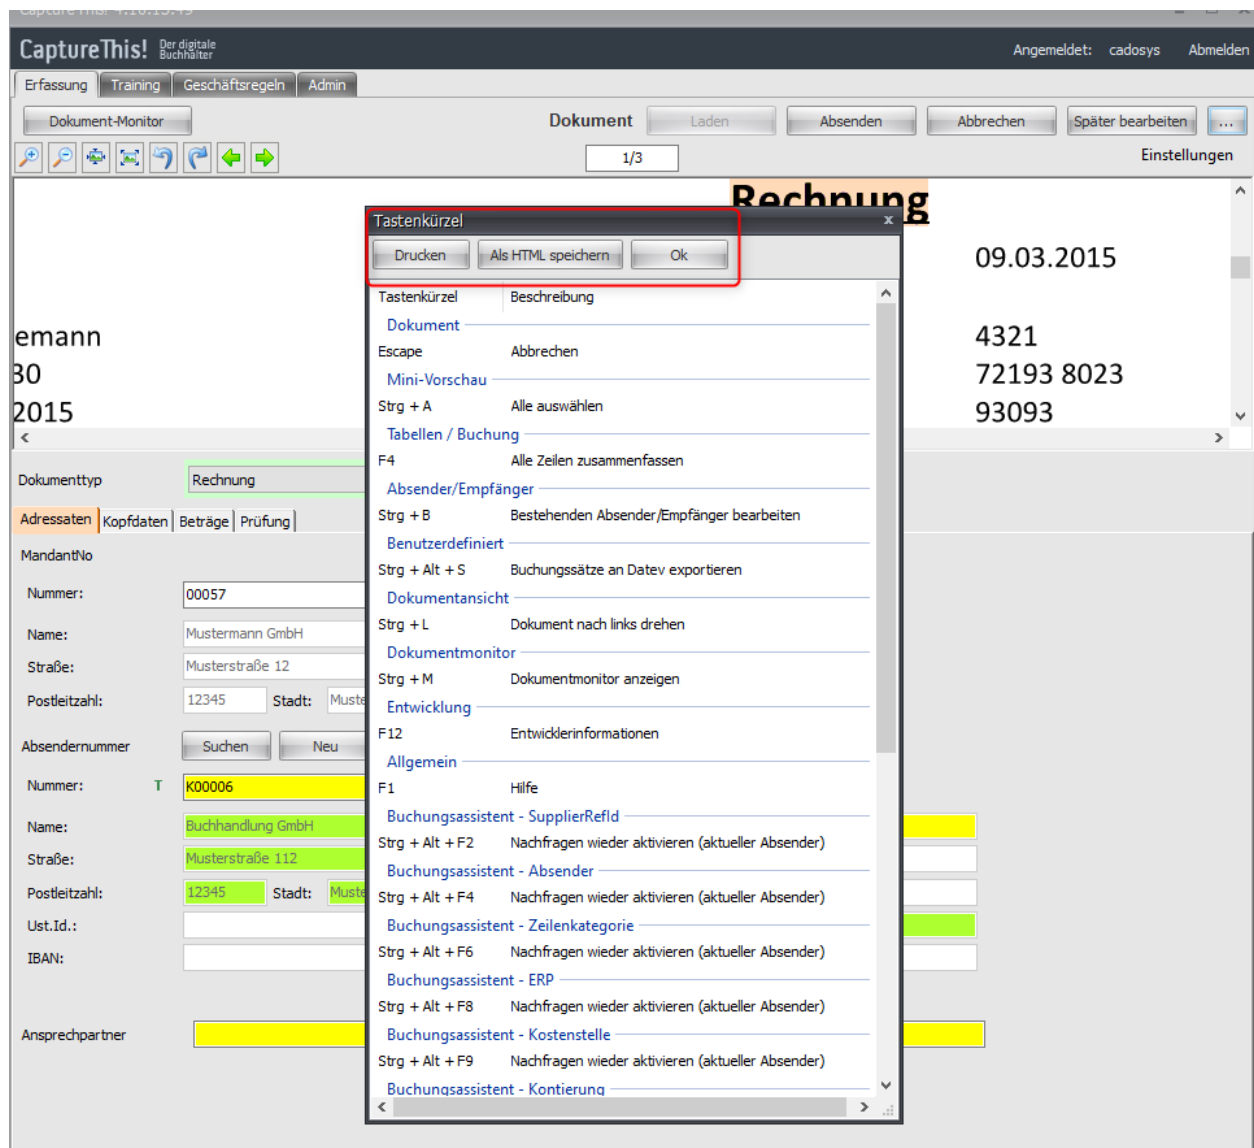 CaptureThis! 4.10.15.49
CaptureThis! Der digitale Buchhalter
Angemeldet: cadosys Abmelden
Erfassung Training Geschäftsregeln Admin
Dokument-Monitor Dokument Laden Absenden Abbrechen Später bearbeiten ...
1/3 Einstellungen
Rechnung
09.03.2015
emann 4321
30 72193 8023
2015 93093
Dokumenttyp Rechnung
Adressaten Kopfdaten Beträge Prüfung
MandantNo
Nummer: 00057
Name: Mustermann GmbH
Straße: Musterstraße 12
Postleitzahl: 12345 Stadt: Muste
Absendernummer Suchen Neu
Nummer: T K00006
Name: Buchhandlung GmbH
Straße: Musterstraße 112
Postleitzahl: 12345 Stadt: Muste
Ust.Id.:
IBAN:
Ansprechpartner
Tastenkürzel x
Drucken Als HTML speichern Ok
Tastenkürzel Beschreibung
Dokument
Escape Abbrechen
Mini-Vorschau
Strg + A Alle auswählen
Tabellen / Buchung
F4 Alle Zeilen zusammenfassen
Absender/Empfänger
Strg + B Bestehenden Absender/Empfänger bearbeiten
Benutzerdefiniert
Strg + Alt + S Buchungssätze an Datev exportieren
Dokumentansicht
Strg + L Dokument nach links drehen
Dokumentmonitor
Strg + M Dokumentmonitor anzeigen
Entwicklung
F12 Entwicklerinformationen
Allgemein
F1 Hilfe
Buchungsassistent - SupplierRefId
Strg + Alt + F2 Nachfragen wieder aktivieren (aktueller Absender)
Buchungsassistent - Absender
Strg + Alt + F4 Nachfragen wieder aktivieren (aktueller Absender)
Buchungsassistent - Zeilenkategorie
Strg + Alt + F6 Nachfragen wieder aktivieren (aktueller Absender)
Buchungsassistent - ERP
Strg + Alt + F8 Nachfragen wieder aktivieren (aktueller Absender)
Buchungsassistent - Kostenstelle
Strg + Alt + F9 Nachfragen wieder aktivieren (aktueller Absender)
Buchungsassistent - Kontierung